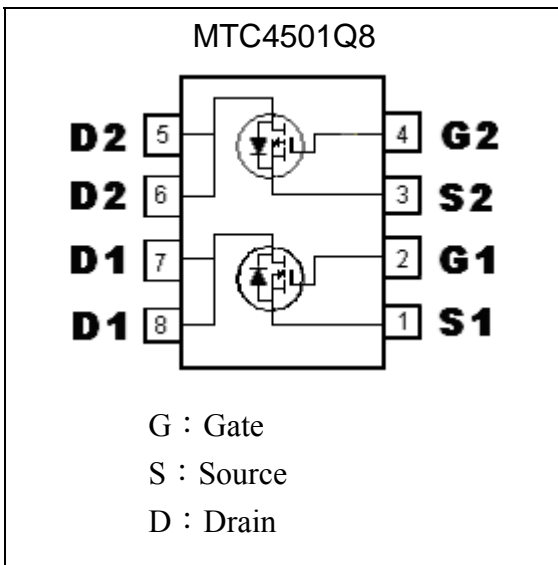 MTC4501Q8
D2 5 4 G2
D2 6 3 S2
D1 7 2 G1
D1 8 1 S1
G：Gate
S：Source
D：Drain